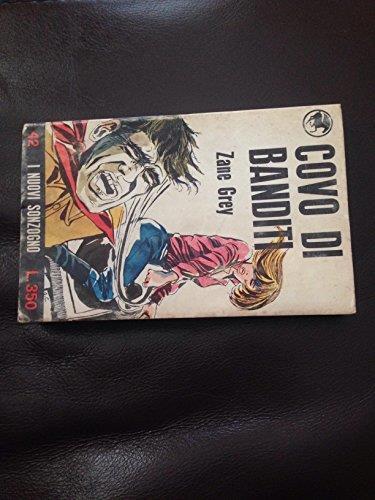 COVO DI
BANDITI
Zane Grey
42 I NUOVI SONZOGNO L. 350